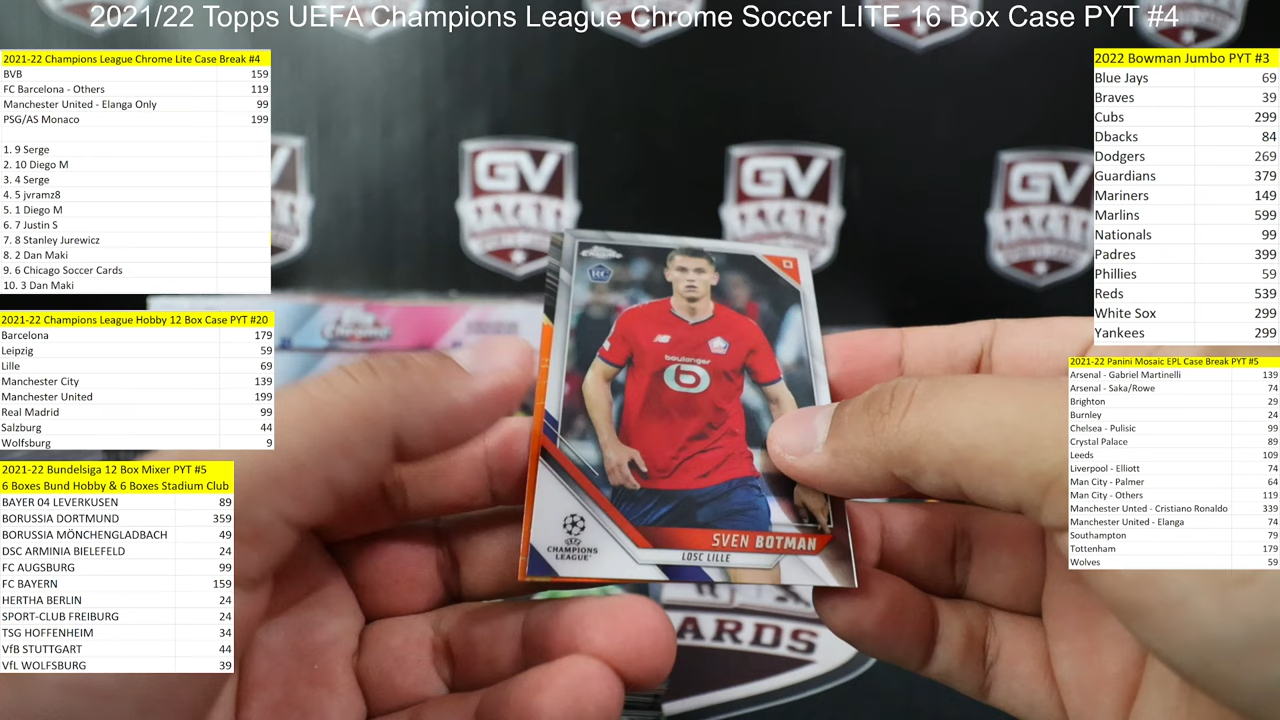 2021/22 Topps UEFA Champions League Chrome Soccer LITE 16 Box Case PYT #4
2021-22 Champions League Chrome Lite Case Break #4
BVB 159
FC Barcelona - Others 119
Manchester United - Elanga Only 99
PSG/AS Monaco 199
1. 9 Serge
2. 10 Diego M
3. 4 Serge
4. 5 jvramz8
5. 1 Diego M
6. 7 Justin S
7. 8 Stanley Jurewicz
8. 2 Dan Maki
9. 6 Chicago Soccer Cards
10. 3 Dan Maki
2021-22 Champions League Hobby 12 Box Case PYT #20
Barcelona 179
Leipzig 59
Lille 69
Manchester City 139
Manchester United 199
Real Madrid 99
Salzburg 44
Wolfsburg 9
2021-22 Bundelsiga 12 Box Mixer PYT #5
6 Boxes Bund Hobby & 6 Boxes Stadium Club
BAYER 04 LEVERKUSEN 89
BORUSSIA DORTMUND 359
BORUSSIA MÖNCHENGLADBACH 49
DSC ARMINIA BIELEFELD 24
FC AUGSBURG 99
FC BAYERN 159
HERTHA BERLIN 24
SPORT-CLUB FREIBURG 24
TSG HOFFENHEIM 34
VfB STUTTGART 44
VfL WOLFSBURG 39
GV
GV
GV
RC
boulanger
SVEN BOTMAN
LOSC LILLE
CHAMPIONS
LEAGUE
ARDS
2022 Bowman Jumbo PYT #3
Blue Jays 69
Braves 39
Cubs 299
Dbacks 84
Dodgers 269
Guardians 379
Mariners 149
Marlins 599
Nationals 99
Padres 399
Phillies 59
Reds 539
White Sox 299
Yankees 299
2021-22 Panini Mosaic EPL Case Break PYT #5
Arsenal - Gabriel Martinelli 139
Arsenal - Saka/Rowe 74
Brighton 29
Burnley 24
Chelsea - Pulisic 99
Crystal Palace 89
Leeds 109
Liverpool - Elliott 74
Man City - Palmer 64
Man City - Others 119
Manchester Unted - Cristiano Ronaldo 339
Manchester United - Elanga 74
Southampton 79
Tottenham 179
Wolves 59